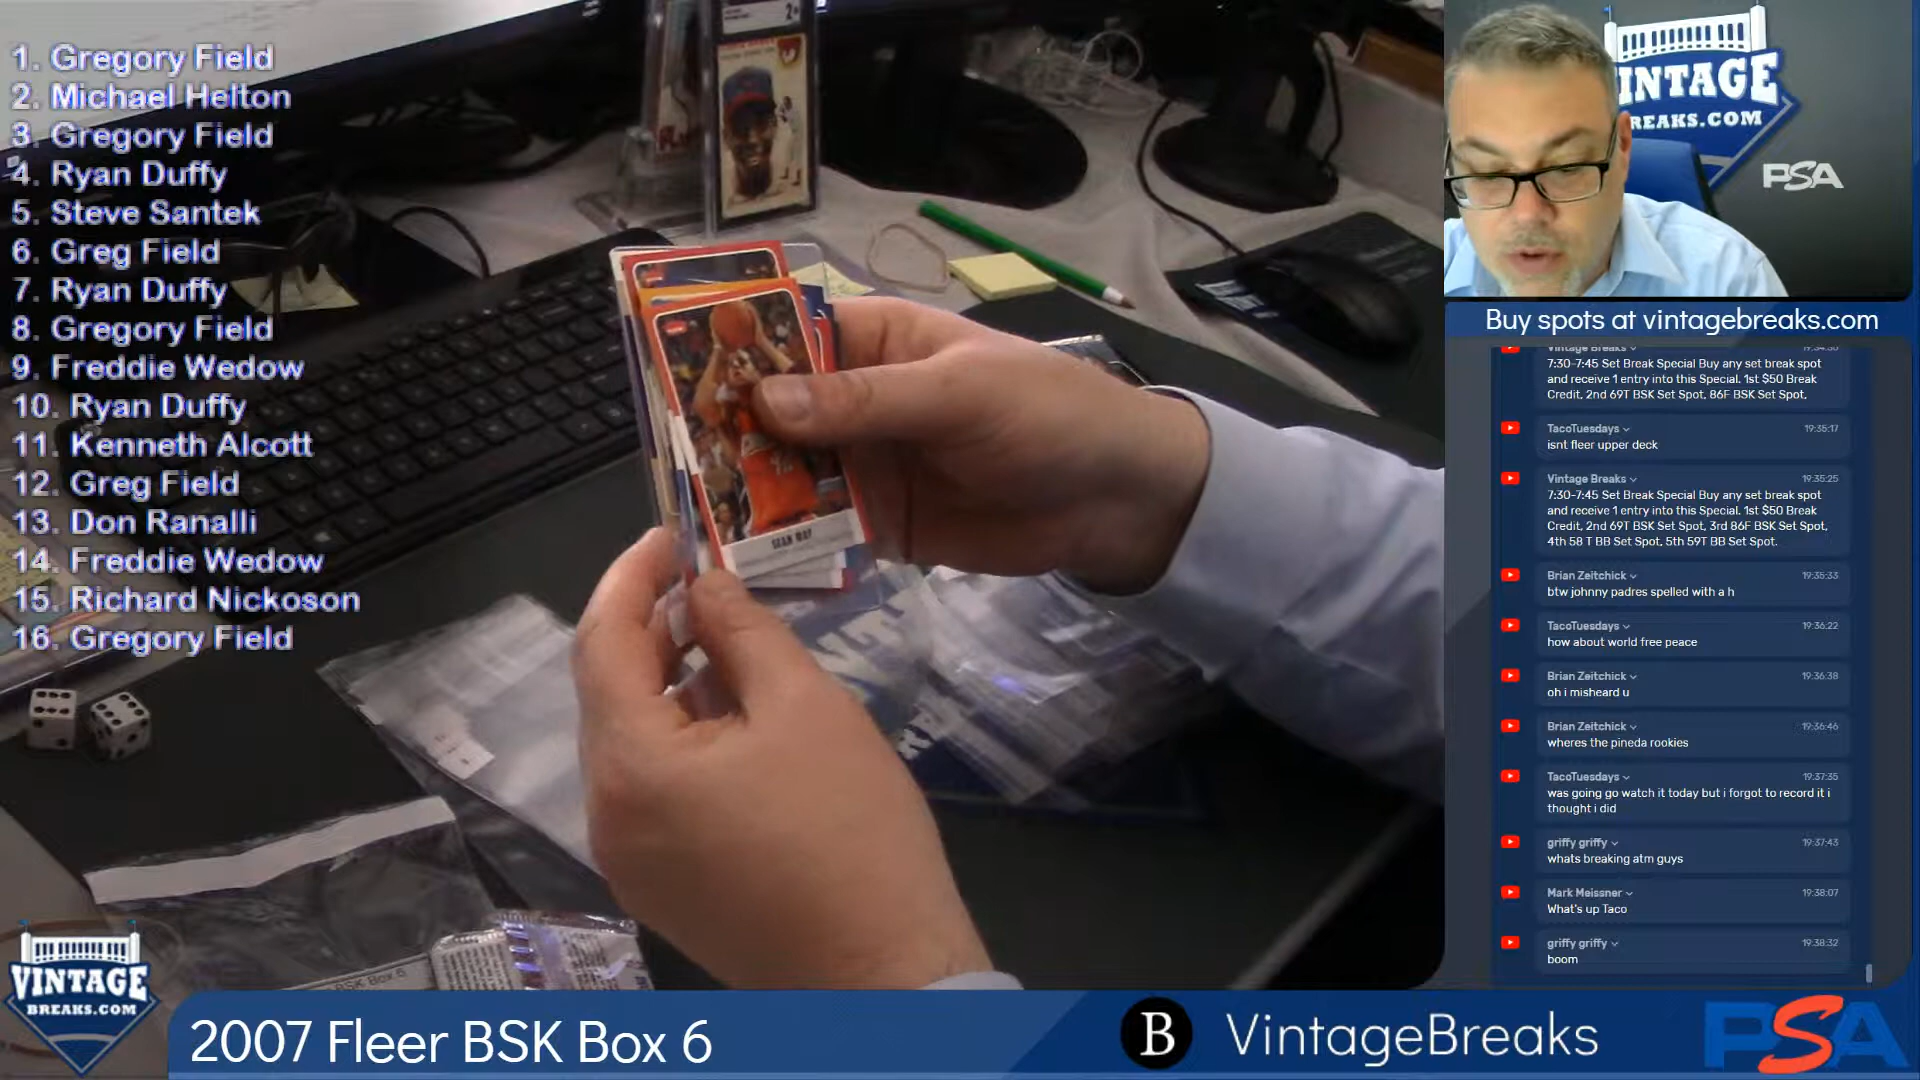 1. Gregory Field
2. Michael Helton
3. Gregory Field
4. Ryan Duffy
5. Steve Santek
6. Greg Field
7. Ryan Duffy
8. Gregory Field
9. Freddie Wedow
10. Ryan Duffy
11. Kenneth Alcott
12. Greg Field
13. Don Ranalli
14. Freddie Wedow
15. Richard Nickoson
16. Gregory Field
2+
SEAN MAY
BSK Box 6
VINTAGE
BREAKS.COM
2007 Fleer BSK Box 6
B VintageBreaks
PSA
INTAGE
REAKS.COM
PSA
Buy spots at vintagebreaks.com
Vintage Breaks 19:34:50
7:30-7:45 Set Break Special Buy any set break spot
and receive 1 entry into this Special. 1st $50 Break
Credit, 2nd 69T BSK Set Spot, 86F BSK Set Spot,
TacoTuesdays 19:35:17
isnt fleer upper deck
Vintage Breaks 19:35:25
7:30-7:45 Set Break Special Buy any set break spot
and receive 1 entry into this Special. 1st $50 Break
Credit, 2nd 69T BSK Set Spot, 3rd 86F BSK Set Spot,
4th 58 T BB Set Spot, 5th 59T BB Set Spot.
Brian Zeitchick 19:35:33
btw johnny padres spelled with a h
TacoTuesdays 19:36:22
how about world free peace
Brian Zeitchick 19:36:38
oh i misheard u
Brian Zeitchick 19:36:46
wheres the pineda rookies
TacoTuesdays 19:37:35
was going go watch it today but i forgot to record it i
thought i did
griffy griffy 19:37:43
whats breaking atm guys
Mark Meissner 19:38:07
What's up Taco
griffy griffy 19:38:32
boom